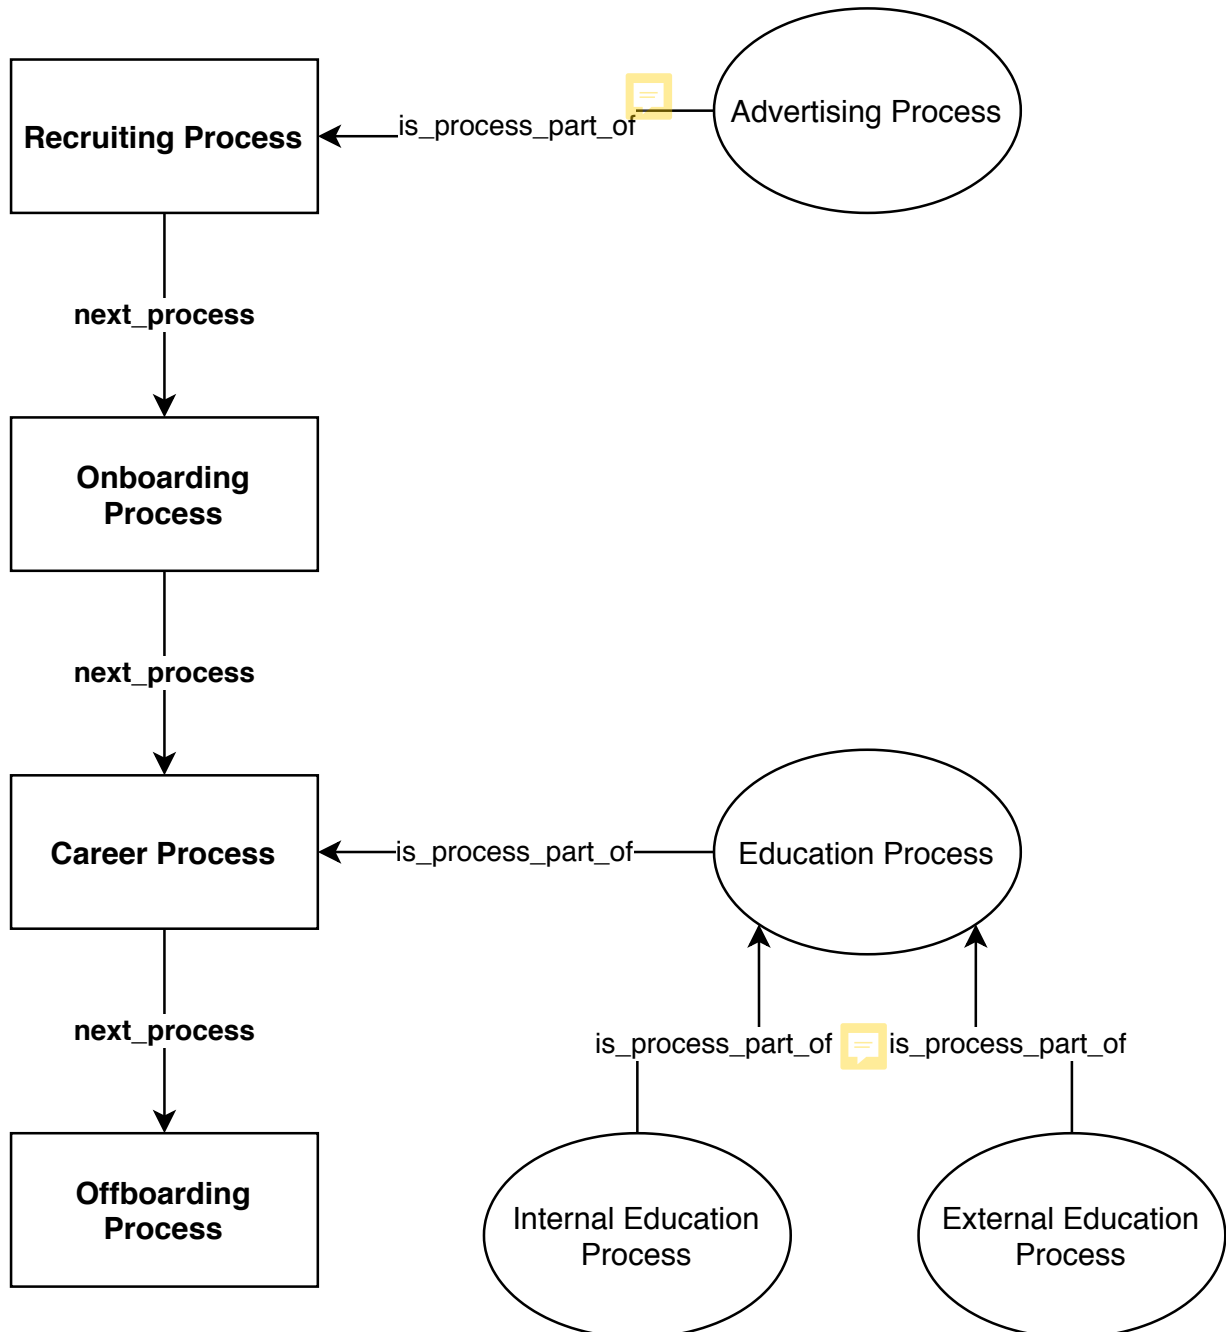 Recruiting Process
is_process_part_of
Advertising Process
next_process
Onboarding
Process
next_process
Career Process
is_process_part_of
Education Process
next_process
is_process_part_of
is_process_part_of
Offboarding
Process
Internal Education
Process
External Education
Process